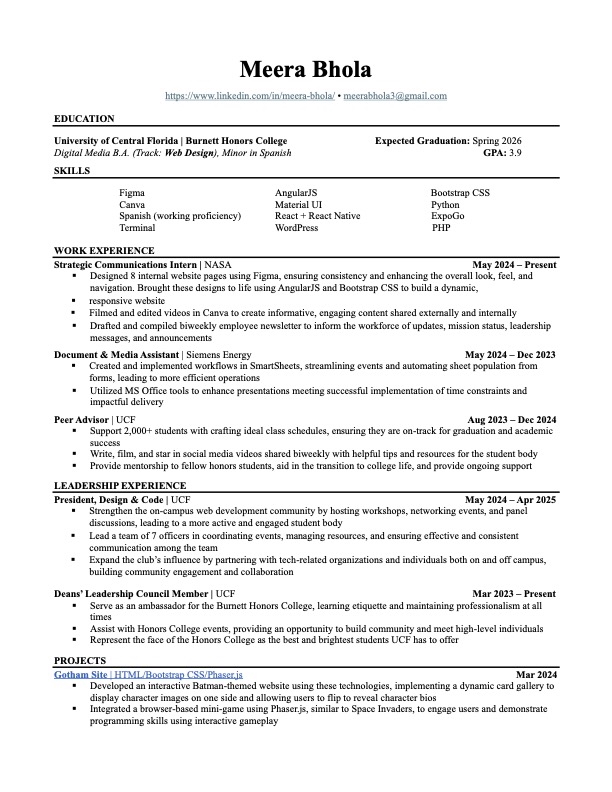 Meera Bhola
https://www.linkedin.com/in/meera-bhola/ • meerabhola3@gmail.com
EDUCATION
University of Central Florida | Burnett Honors College Expected Graduation: Spring 2026
Digital Media B.A. (Track: Web Design), Minor in Spanish GPA: 3.9
SKILLS
Figma AngularJS Bootstrap CSS
Canva Material UI Python
Spanish (working proficiency) React + React Native ExpoGo
Terminal WordPress PHP
WORK EXPERIENCE
Strategic Communications Intern | NASA May 2024 – Present
▪ Designed 8 internal website pages using Figma, ensuring consistency and enhancing the overall look, feel, and
navigation. Brought these designs to life using AngularJS and Bootstrap CSS to build a dynamic,
▪ responsive website
▪ Filmed and edited videos in Canva to create informative, engaging content shared externally and internally
▪ Drafted and compiled biweekly employee newsletter to inform the workforce of updates, mission status, leadership
messages, and announcements
Document & Media Assistant | Siemens Energy May 2024 – Dec 2023
▪ Created and implemented workflows in SmartSheets, streamlining events and automating sheet population from
forms, leading to more efficient operations
▪ Utilized MS Office tools to enhance presentations meeting successful implementation of time constraints and
impactful delivery
Peer Advisor | UCF Aug 2023 – Dec 2024
▪ Support 2,000+ students with crafting ideal class schedules, ensuring they are on-track for graduation and academic
success
▪ Write, film, and star in social media videos shared biweekly with helpful tips and resources for the student body
▪ Provide mentorship to fellow honors students, aid in the transition to college life, and provide ongoing support
LEADERSHIP EXPERIENCE
President, Design & Code | UCF May 2024 – Apr 2025
▪ Strengthen the on-campus web development community by hosting workshops, networking events, and panel
discussions, leading to a more active and engaged student body
▪ Lead a team of 7 officers in coordinating events, managing resources, and ensuring effective and consistent
communication among the team
▪ Expand the club's influence by partnering with tech-related organizations and individuals both on and off campus,
building community engagement and collaboration
Deans' Leadership Council Member | UCF Mar 2023 – Present
▪ Serve as an ambassador for the Burnett Honors College, learning etiquette and maintaining professionalism at all
times
▪ Assist with Honors College events, providing an opportunity to build community and meet high-level individuals
▪ Represent the face of the Honors College as the best and brightest students UCF has to offer
PROJECTS
Gotham Site | HTML/Bootstrap CSS/Phaser.js Mar 2024
▪ Developed an interactive Batman-themed website using these technologies, implementing a dynamic card gallery to
display character images on one side and allowing users to flip to reveal character bios
▪ Integrated a browser-based mini-game using Phaser.js, similar to Space Invaders, to engage users and demonstrate
programming skills using interactive gameplay